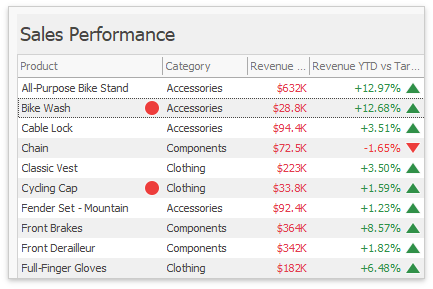 Sales Performance
Product Category Revenue ... Revenue YTD vs Tar...
All-Purpose Bike Stand Accessories $632K +12.97%
Bike Wash Accessories $28.8K +12.68%
Cable Lock Accessories $94.4K +3.51%
Chain Components $72.5K -1.65%
Classic Vest Clothing $223K +3.50%
Cycling Cap Clothing $33.8K +1.59%
Fender Set - Mountain Accessories $92.4K +1.23%
Front Brakes Components $364K +8.57%
Front Derailleur Components $342K +1.82%
Full-Finger Gloves Clothing $182K +6.48%